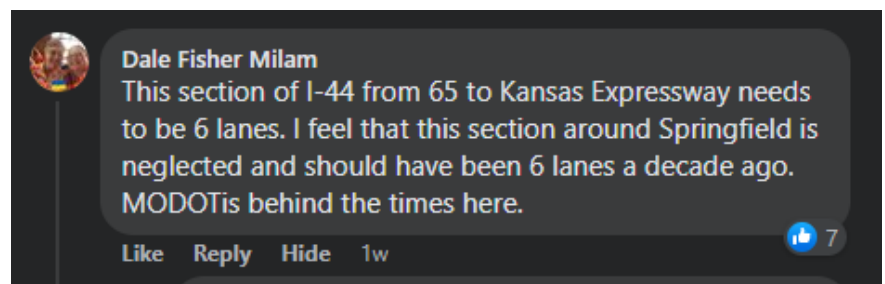 Dale Fisher Milam
This section of I-44 from 65 to Kansas Expressway needs
to be 6 lanes. I feel that this section around Springfield is
neglected and should have been 6 lanes a decade ago.
MODOTis behind the times here.
7
Like Reply Hide 1w